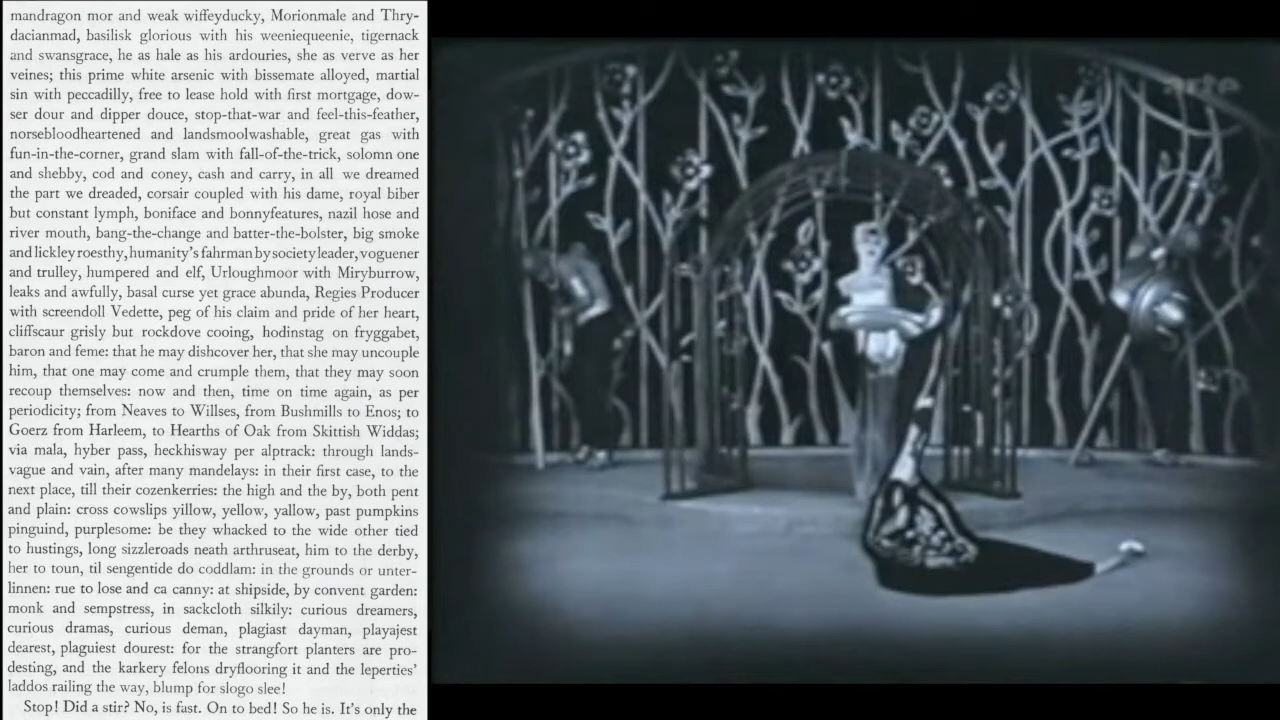 mandragon mor and weak wiffeyducky, Morionmale and Thry-
dacianmad, basilisk glorious with his weeniequeenie, tigernack
and swansgrace, he as hale as his ardouries, she as verve as her
veines; this prime white arsenic with bissemate alloyed, martial
sin with peccadilly, free to lease hold with first mortgage, dow-
ser dour and dipper douce, stop-that-war and feel-this-feather,
norsebloodheartened and landsmoolwashable, great gas with
fun-in-the-corner, grand slam with fall-of-the-trick, solomn one
and shebby, cod and coney, cash and carry, in all we dreamed
the part we dreaded, corsair coupled with his dame, royal biber
but constant lymph, boniface and bonnyfeatures, nazil hose and
river mouth, bang-the-change and batter-the-bolster, big smoke
and lickley roesthy, humanity's fahrman by society leader, voguener
and trulley, humpered and elf, Urloughmoor with Miryburrow,
leaks and awfully, basal curse yet grace abunda, Regies Producer
with screendoll Vedette, peg of his claim and pride of her heart,
cliffscaur grisly but rockdove cooing, hodinstag on fryggabet,
baron and feme: that he may dishcover her, that she may uncouple
him, that one may come and crumple them, that they may soon
recoup themselves: now and then, time on time again, as per
periodicity; from Neaves to Willses, from Bushmills to Enos; to
Goerz from Harleem, to Hearths of Oak from Skittish Widdas;
via mala, hyber pass, heckhisway per alptrack: through lands-
vague and vain, after many mandelays: in their first case, to the
next place, till their cozenkerries: the high and the by, both pent
and plain: cross cowslips yillow, yellow, yallow, past pumpkins
pinguind, purplesome: be they whacked to the wide other tied
to hustings, long sizzleroads neath arthruseat, him to the derby,
her to toun, til sengentide do coddlam: in the grounds or unter-
linnen: rue to lose and ca canny: at shipside, by convent garden:
monk and sempstress, in sackcloth silkily: curious dreamers,
curious dramas, curious deman, plagiast dayman, playajest
dearest, plaguiest dourest: for the strangfort planters are pro-
desting, and the karkery felons dryflooring it and the leperties'
laddos railing the way, blump for slogo slee!
Stop! Did a stir? No, is fast. On to bed! So he is. It's only the
arte